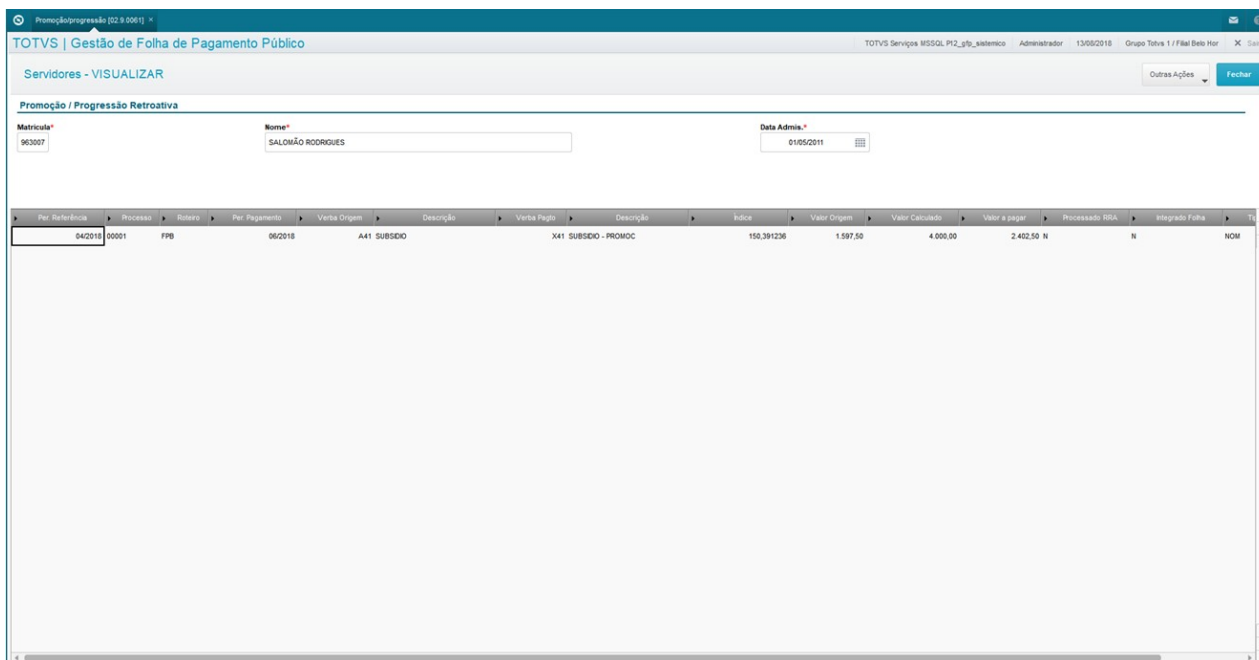 Promoção/progressão [02.9.0061] ×
TOTVS | Gestão de Folha de Pagamento Público
TOTVS Serviços MSSQL P12_gfp_sistemico Administrador 13/08/2018 Grupo Totvs 1 / Filial Belo Hor X Sair
Servidores - VISUALIZAR
Outras Ações Fechar
Promoção / Progressão Retroativa
Matricula* Nome* Data Admis.*
963007 SALOMÃO RODRIGUES 01/05/2011
Per. Referência Processo Roteiro Per. Pagamento Verba Origem Descrição Verba Pagto Descrição Índice Valor Origem Valor Calculado Valor a pagar Processado RRA Integrado Folha
04/2018 00001 FPB 06/2018 A41 SUBSIDIO X41 SUBSIDIO - PROMOC 150,391236 1.597,50 4.000,00 2.402,50 N N NOM